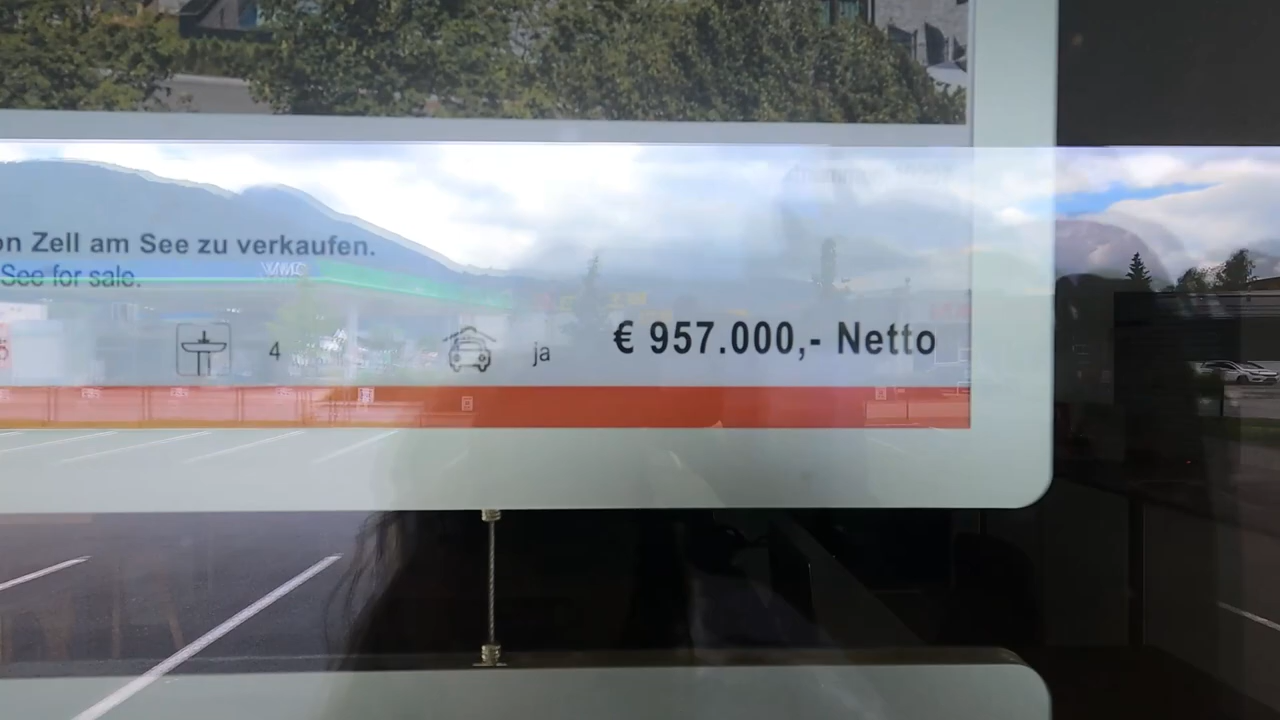 on Zell am See zu verkaufen.
See for sale.
4
ja
€ 957.000,- Netto